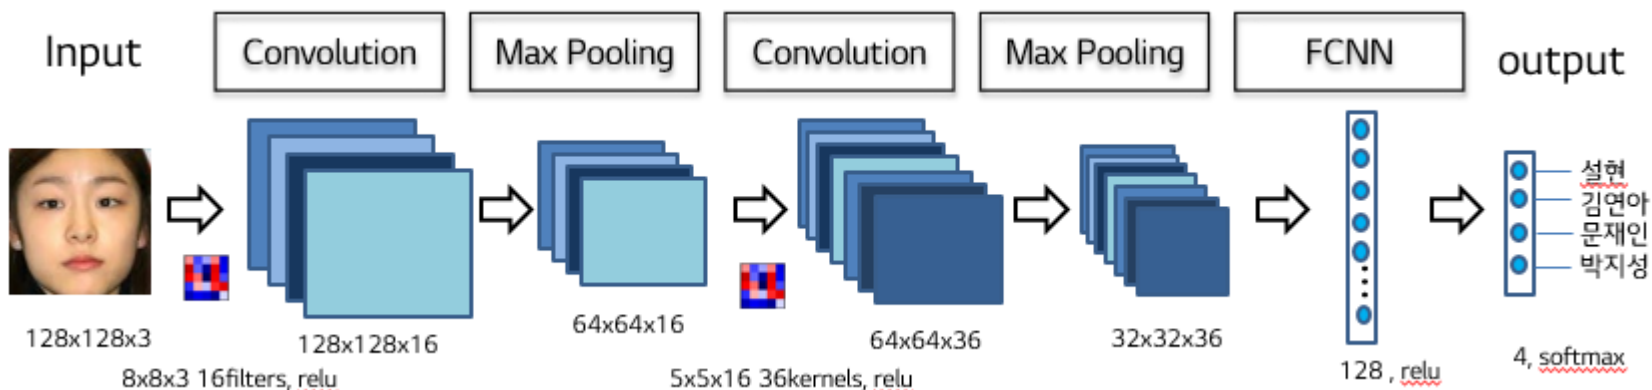 Input
Convolution
Max Pooling
Convolution
Max Pooling
FCNN
output
설현
김연아
문재인
박지성
128x128x3
128x128x16
64x64x16
64x64x36
32x32x36
128 , relu
4, softmax
8x8x3 16filters, relu
5x5x16 36kernels, relu